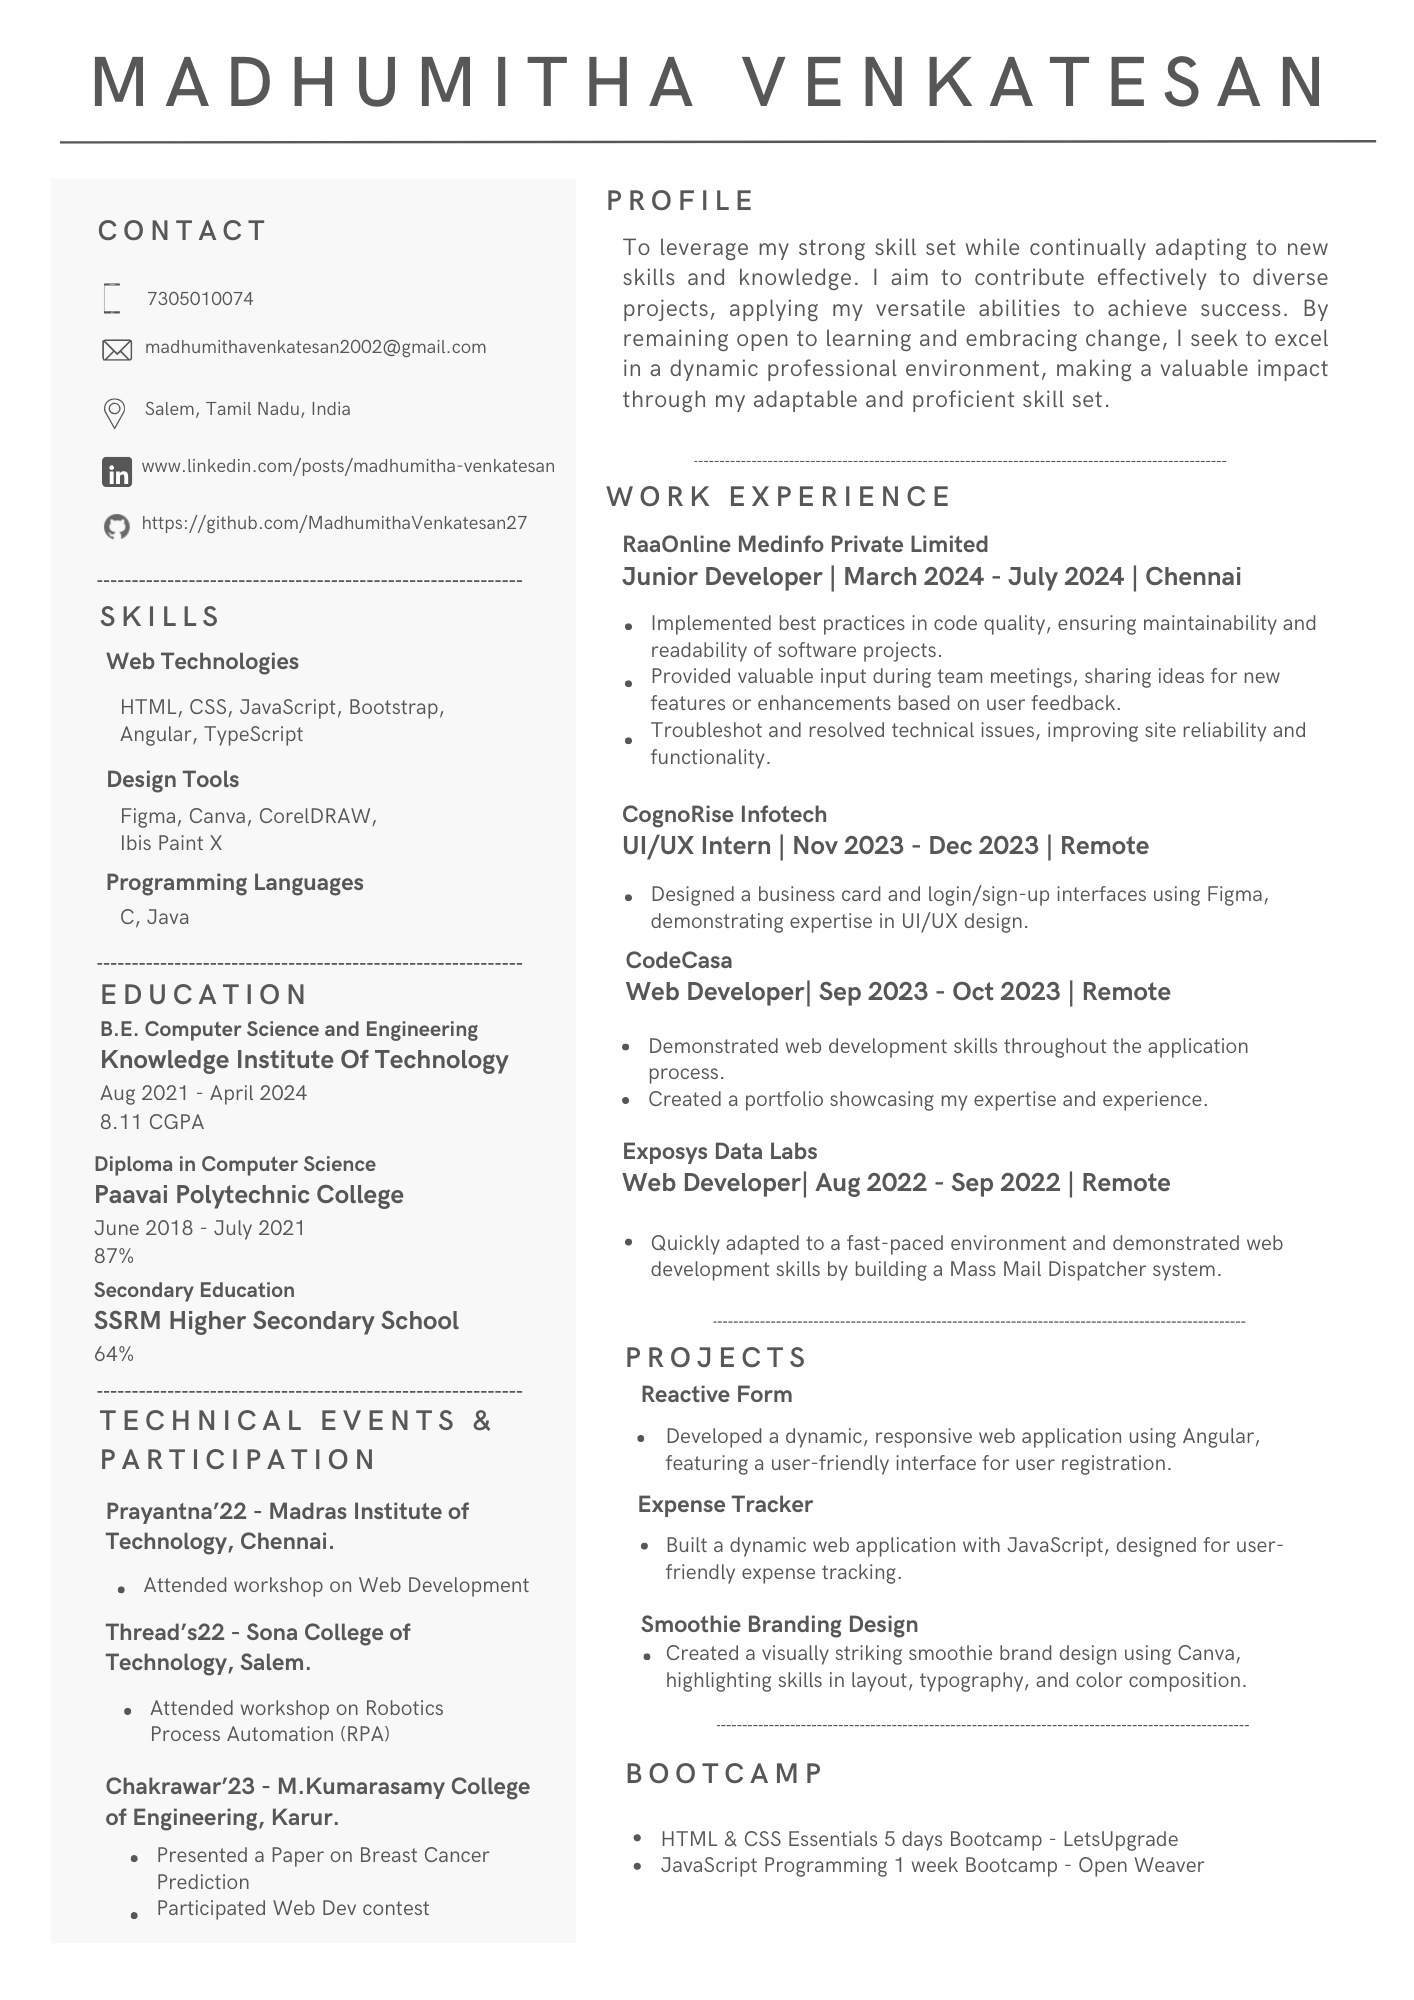 MADHUMITHA VENKATESAN
CONTACT
7305010074
madhumithavenkatesan2002@gmail.com
Salem, Tamil Nadu, India
www.linkedin.com/posts/madhumitha-venkatesan
https://github.com/MadhumithaVenkatesan27
SKILLS
Web Technologies
HTML, CSS, JavaScript, Bootstrap,
Angular, TypeScript
Design Tools
Figma, Canva, CorelDRAW,
Ibis Paint X
Programming Languages
C, Java
EDUCATION
B.E. Computer Science and Engineering
Knowledge Institute Of Technology
Aug 2021 - April 2024
8.11 CGPA
Diploma in Computer Science
Paavai Polytechnic College
June 2018 - July 2021
87%
Secondary Education
SSRM Higher Secondary School
64%
TECHNICAL EVENTS &
PARTICIPATION
Prayantna’22 - Madras Institute of
Technology, Chennai.
• Attended workshop on Web Development
Thread’s22 - Sona College of
Technology, Salem.
• Attended workshop on Robotics
Process Automation (RPA)
Chakrawar’23 - M.Kumarasamy College
of Engineering, Karur.
• Presented a Paper on Breast Cancer
Prediction
• Participated Web Dev contest
PROFILE
To leverage my strong skill set while continually adapting to new
skills and knowledge. I aim to contribute effectively to diverse
projects, applying my versatile abilities to achieve success. By
remaining open to learning and embracing change, I seek to excel
in a dynamic professional environment, making a valuable impact
through my adaptable and proficient skill set.
WORK EXPERIENCE
RaaOnline Medinfo Private Limited
Junior Developer | March 2024 - July 2024 | Chennai
• Implemented best practices in code quality, ensuring maintainability and
readability of software projects.
• Provided valuable input during team meetings, sharing ideas for new
features or enhancements based on user feedback.
• Troubleshot and resolved technical issues, improving site reliability and
functionality.
CognoRise Infotech
UI/UX Intern | Nov 2023 - Dec 2023 | Remote
• Designed a business card and login/sign-up interfaces using Figma,
demonstrating expertise in UI/UX design.
CodeCasa
Web Developer| Sep 2023 - Oct 2023 | Remote
• Demonstrated web development skills throughout the application
process.
• Created a portfolio showcasing my expertise and experience.
Exposys Data Labs
Web Developer| Aug 2022 - Sep 2022 | Remote
• Quickly adapted to a fast-paced environment and demonstrated web
development skills by building a Mass Mail Dispatcher system.
PROJECTS
Reactive Form
• Developed a dynamic, responsive web application using Angular,
featuring a user-friendly interface for user registration.
Expense Tracker
• Built a dynamic web application with JavaScript, designed for user-
friendly expense tracking.
Smoothie Branding Design
• Created a visually striking smoothie brand design using Canva,
highlighting skills in layout, typography, and color composition.
BOOTCAMP
• HTML & CSS Essentials 5 days Bootcamp - LetsUpgrade
• JavaScript Programming 1 week Bootcamp - Open Weaver